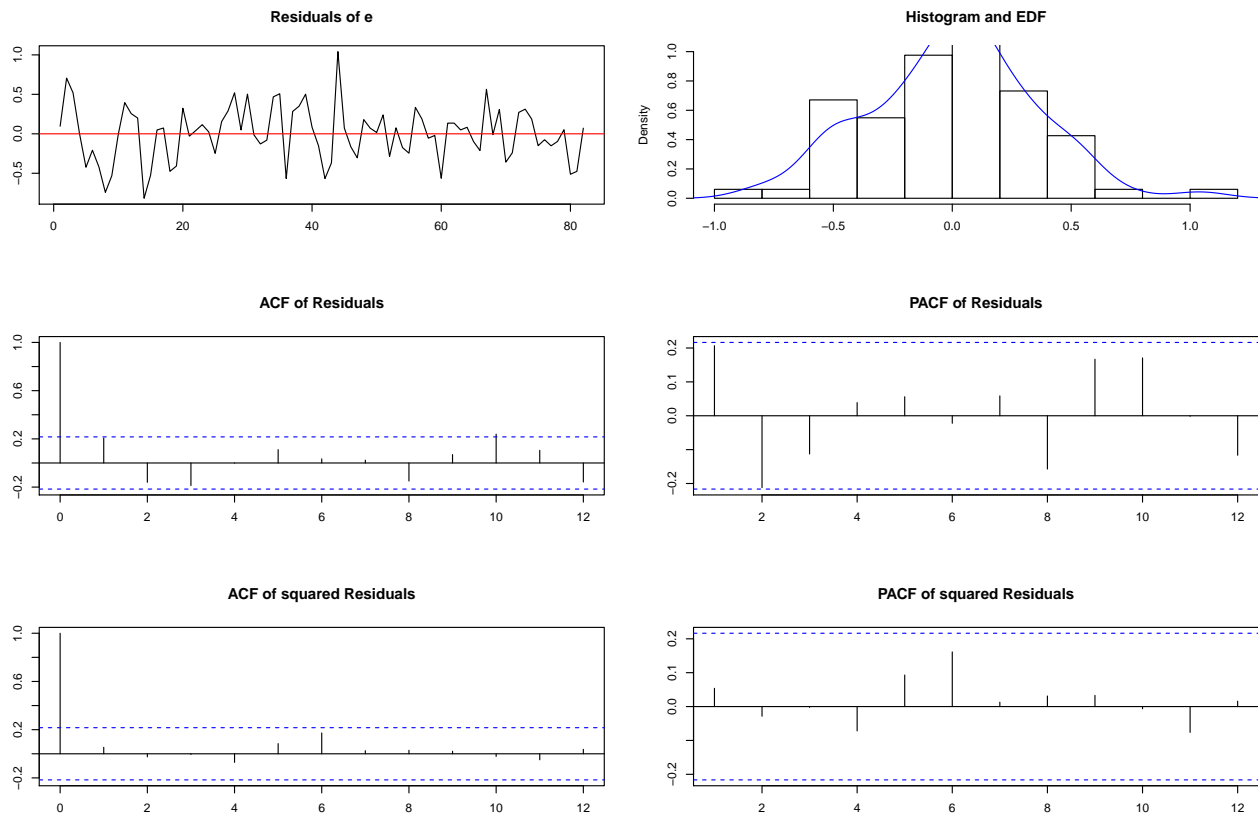 Residuals of e
1.0
0.5
0.0
−0.5
0 20 40 60 80
Histogram and EDF
Density
1.0
0.8
0.6
0.4
0.2
0.0
−1.0 −0.5 0.0 0.5 1.0
ACF of Residuals
1.0
0.6
0.2
−0.2
0 2 4 6 8 10 12
PACF of Residuals
0.2
0.1
0.0
−0.2
2 4 6 8 10 12
ACF of squared Residuals
1.0
0.6
0.2
−0.2
0 2 4 6 8 10 12
PACF of squared Residuals
0.2
0.1
0.0
−0.2
2 4 6 8 10 12